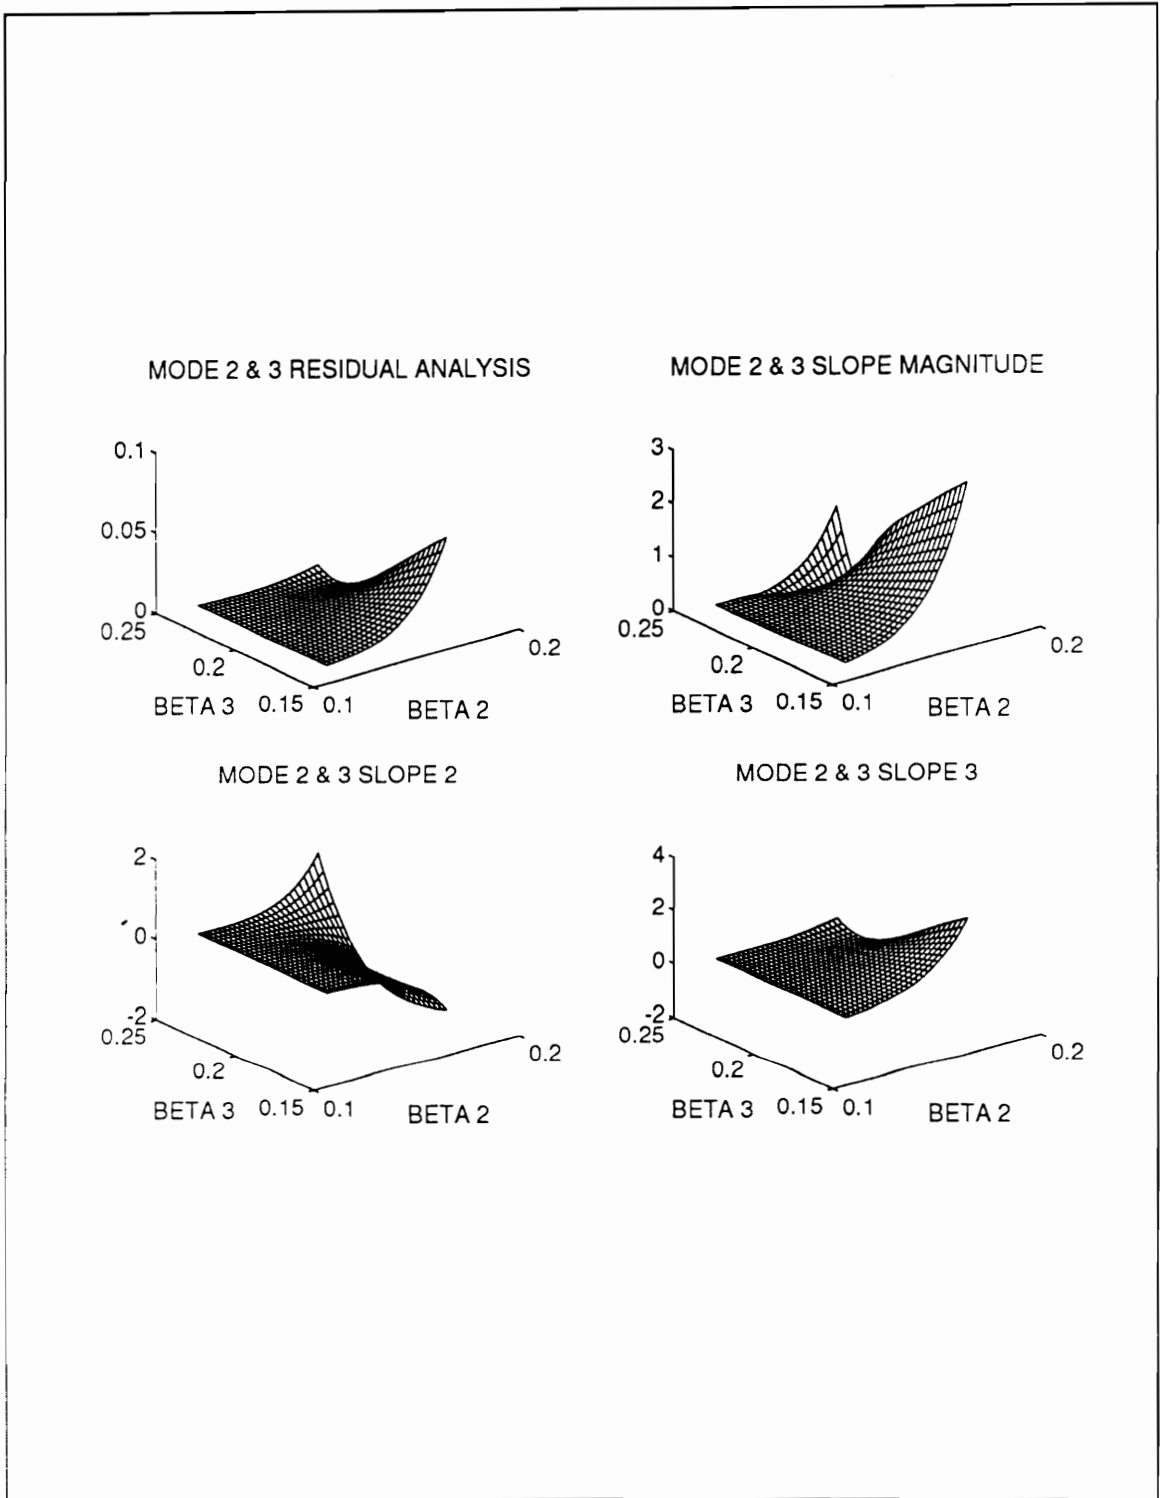 MODE 2 & 3 RESIDUAL ANALYSIS
0.1
0.05
0
0.25
0.2
0.15
0.1
0.2
BETA 3
BETA 2
MODE 2 & 3 SLOPE MAGNITUDE
3
2
1
0
0.25
0.2
0.15
0.1
0.2
BETA 3
BETA 2
MODE 2 & 3 SLOPE 2
2
0
-2
0.25
0.2
0.15
0.1
0.2
BETA 3
BETA 2
MODE 2 & 3 SLOPE 3
4
2
0
-2
0.25
0.2
0.15
0.1
0.2
BETA 3
BETA 2